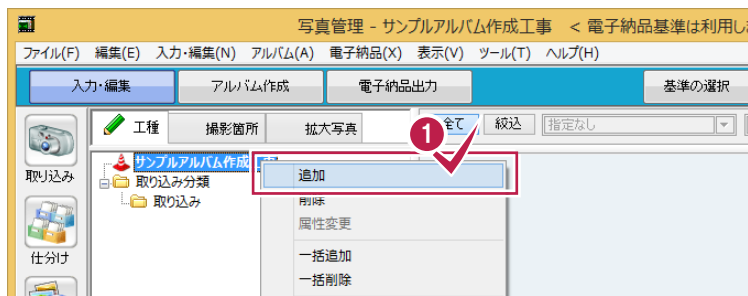 写真管理 - サンプルアルバム作成工事 < 電子納品基準は利用し
ファイル(F) 編集(E) 入力・編集(N) アルバム(A) 電子納品(X) 表示(V) ツール(T) ヘルプ(H)
入力・編集 アルバム作成 電子納品出力 基準の選択
工種 撮影箇所 拡大写真 全て 絞込 指定なし
1
取り込み
サンプルアルバム作成
取り込み分類
取り込み
仕分け
追加
削除
属性変更
一括追加
一括削除